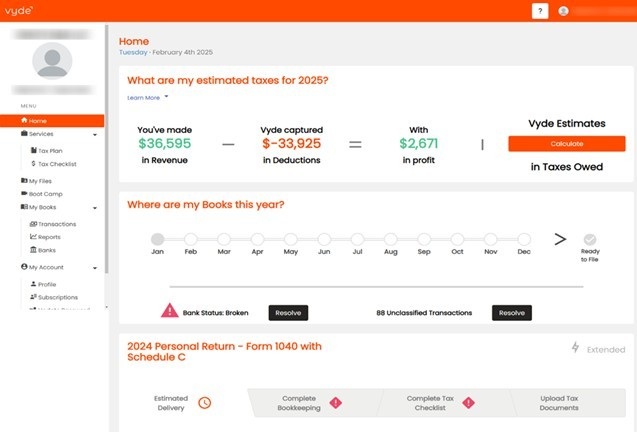 vyde
?
MENU
Home
Services
Tax Plan
Tax Checklist
My Files
Boot Camp
My Books
Transactions
Reports
Banks
My Account
Profile
Subscriptions
Home
Tuesday - February 4th 2025
What are my estimated taxes for 2025?
Learn More
You've made
$36,595
in Revenue
—
Vyde captured
$-33,925
in Deductions
=
With
$2,671
in profit
|
Vyde Estimates
Calculate
in Taxes Owed
Where are my Books this year?
Jan Feb Mar Apr May Jun Jul Aug Sep Oct Nov Dec
>
Ready
to File
Bank Status: Broken
Resolve
88 Unclassified Transactions
Resolve
2024 Personal Return - Form 1040 with
Schedule C
Extended
Estimated
Delivery
Complete
Bookkeeping
Complete Tax
Checklist
Upload Tax
Documents